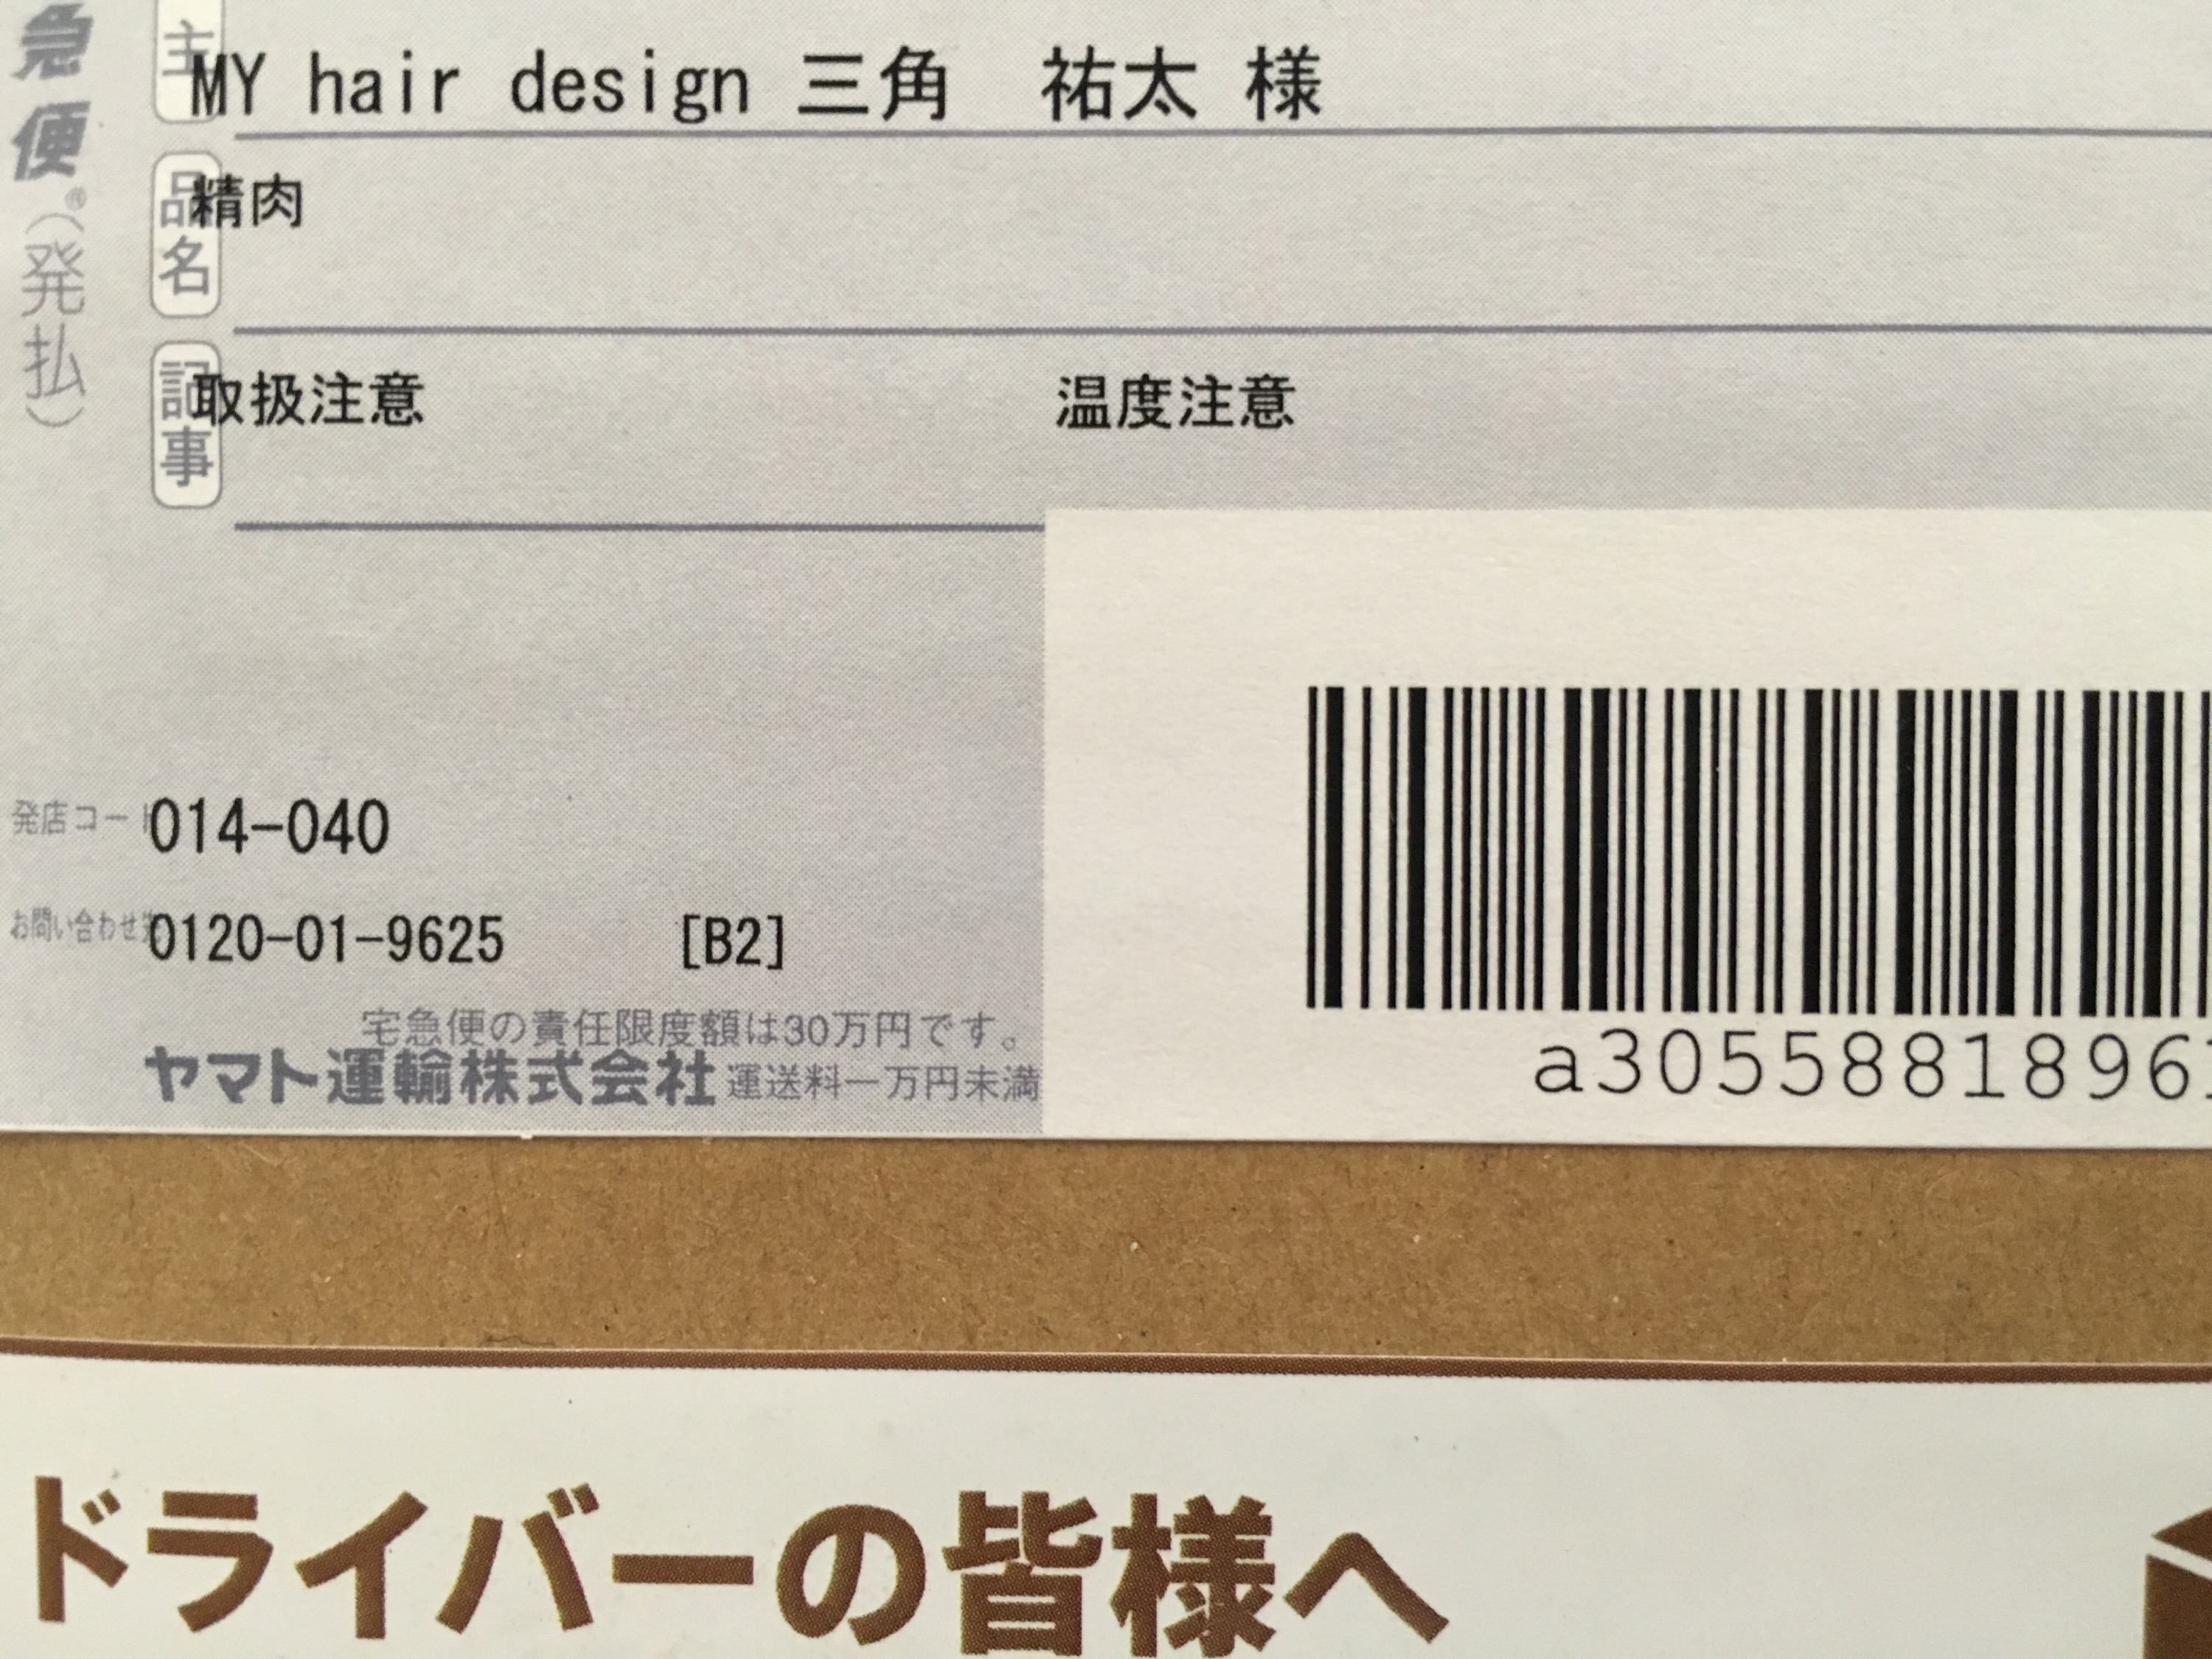 急便®(発払)
主
MY hair design 三角　祐太 様
品名
精肉
記事
取扱注意　温度注意
発店コード 014-040
お問い合わせ先 0120-01-9625 [B2]
宅急便の責任限度額は30万円です。
ヤマト運輸株式会社 運送料一万円未満
a3055881896
ドライバーの皆様へ